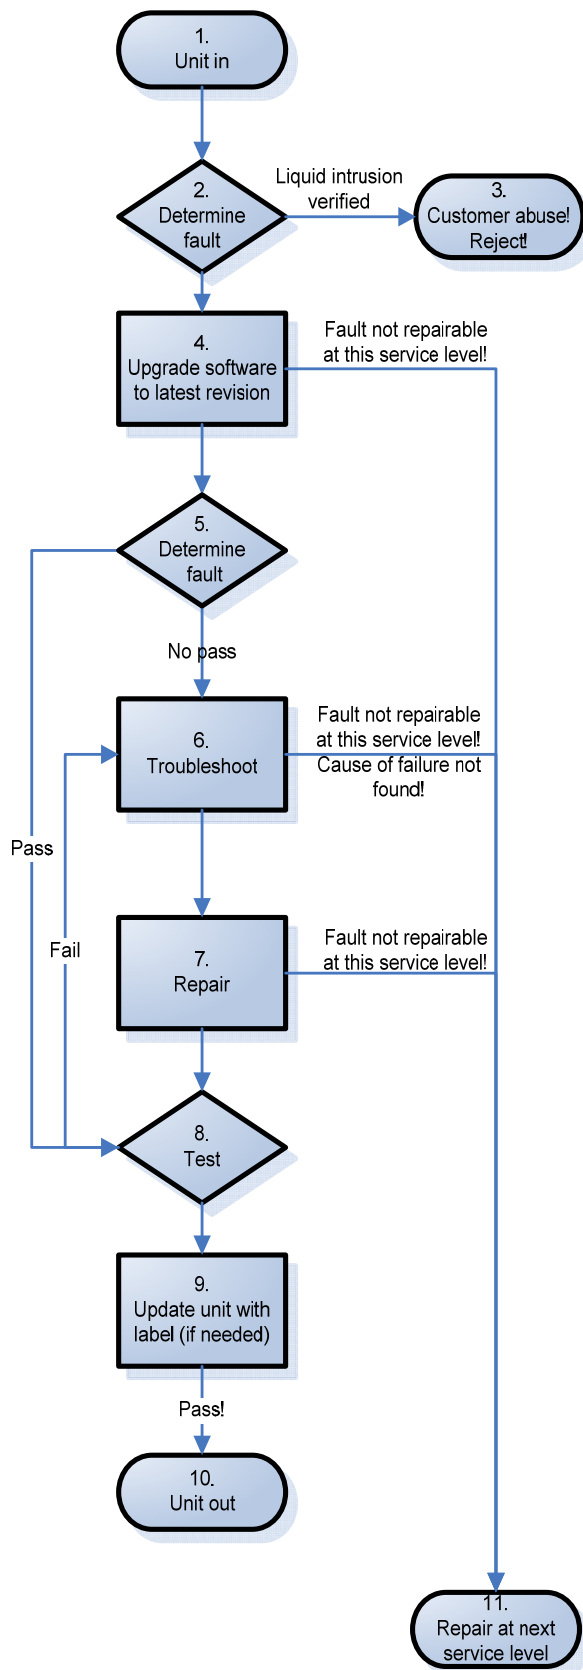 1.
Unit in
2.
Determine
fault
Liquid intrusion
verified
3.
Customer abuse!
Reject!
4.
Upgrade software
to latest revision
Fault not repairable
at this service level!
5.
Determine
fault
No pass
6.
Troubleshoot
Fault not repairable
at this service level!
Cause of failure not
found!
Pass
Fail
7.
Repair
Fault not repairable
at this service level!
8.
Test
9.
Update unit with
label (if needed)
Pass!
10.
Unit out
11.
Repair at next
service level